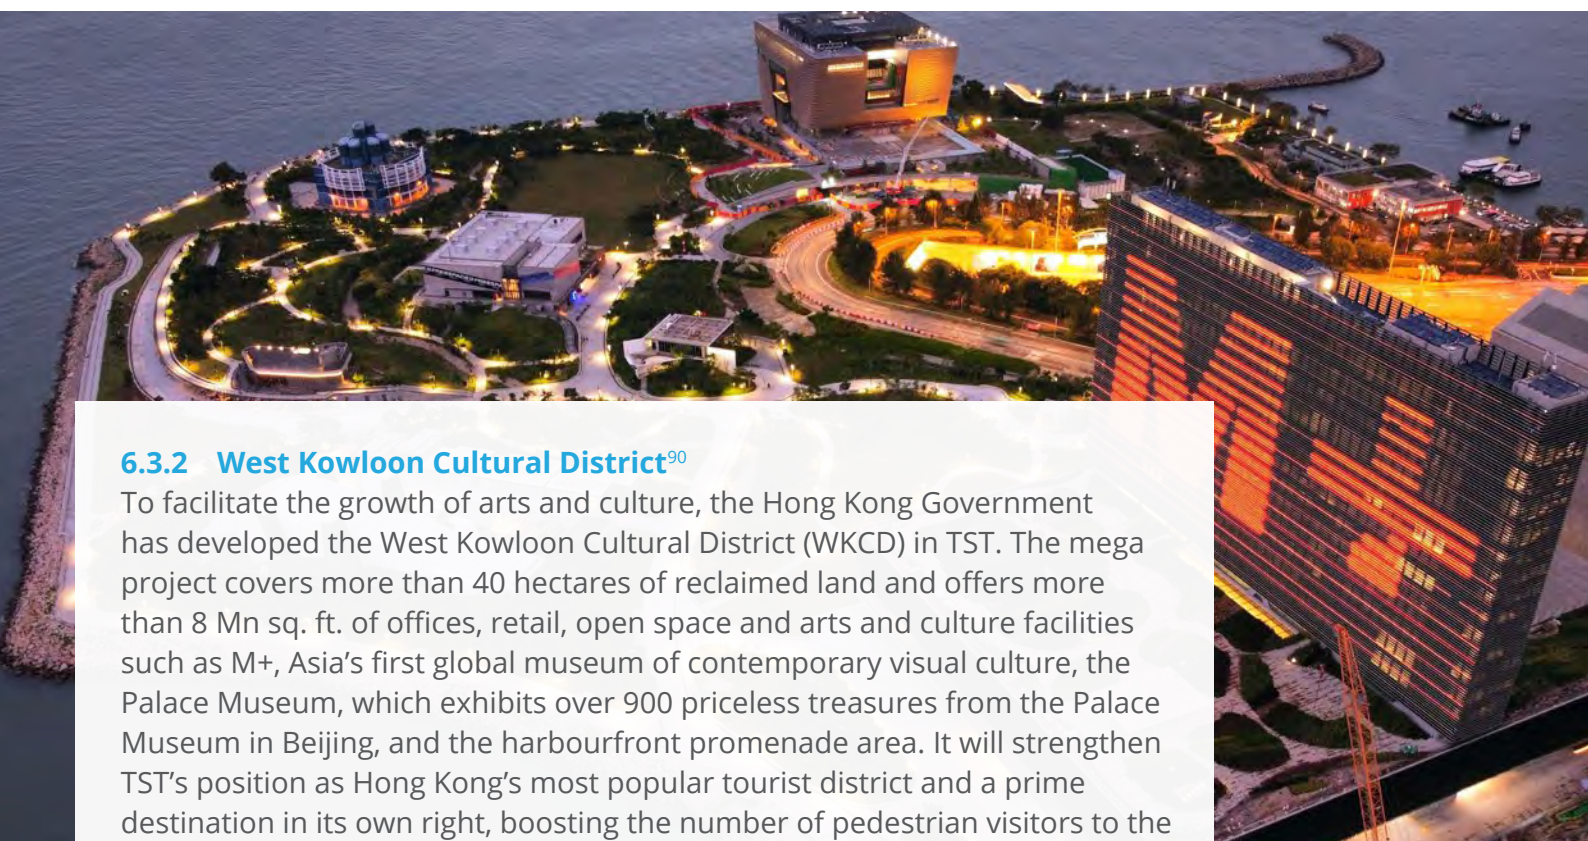 M+
6.3.2 West Kowloon Cultural District90
To facilitate the growth of arts and culture, the Hong Kong Government
has developed the West Kowloon Cultural District (WKCD) in TST. The mega
project covers more than 40 hectares of reclaimed land and offers more
than 8 Mn sq. ft. of offices, retail, open space and arts and culture facilities
such as M+, Asia’s first global museum of contemporary visual culture, the
Palace Museum, which exhibits over 900 priceless treasures from the Palace
Museum in Beijing, and the harbourfront promenade area. It will strengthen
TST’s position as Hong Kong’s most popular tourist district and a prime
destination in its own right, boosting the number of pedestrian visitors to the